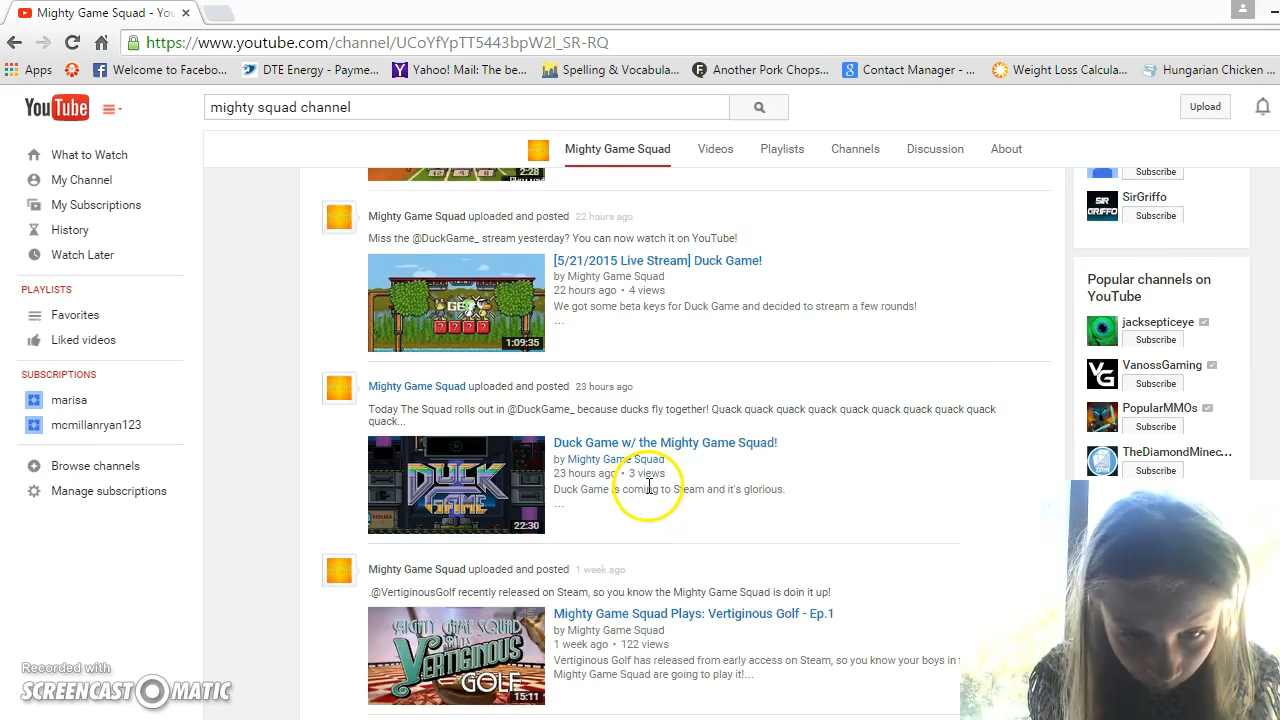 Mighty Game Squad - You
https://www.youtube.com/channel/UCoYfYpTT5443bpW2l_SR-RQ
Apps
Welcome to Facebo...
DTE Energy - Payme...
Yahoo! Mail: The be...
Spelling & Vocabula...
Another Pork Chops...
Contact Manager - ...
Weight Loss Calcula...
Hungarian Chicken ...
YouTube
mighty squad channel
Upload
Mighty Game Squad
Videos
Playlists
Channels
Discussion
About
What to Watch
My Channel
My Subscriptions
History
Watch Later
PLAYLISTS
Favorites
Liked videos
SUBSCRIPTIONS
marisa
mcmillanryan123
Browse channels
Manage subscriptions
2:28
Mighty Game Squad uploaded and posted 22 hours ago
Miss the @DuckGame_ stream yesterday? You can now watch it on YouTube!
GET
1:09:35
[5/21/2015 Live Stream] Duck Game!
by Mighty Game Squad
22 hours ago • 4 views
We got some beta keys for Duck Game and decided to stream a few rounds!
...
Mighty Game Squad uploaded and posted 23 hours ago
Today The Squad rolls out in @DuckGame_ because ducks fly together! Quack quack quack quack quack quack quack quack quack quack
quack...
DUCK
GAME
22:30
Duck Game w/ the Mighty Game Squad!
by Mighty Game Squad
23 hours ago • 3 views
Duck Game is coming to Steam and it's glorious.
...
Mighty Game Squad uploaded and posted 1 week ago
.@VertiginousGolf recently released on Steam, so you know the Mighty Game Squad is doin it up!
MIGHTY GAME SQUAD
PLAY
VERTIGINOUS
GOLF
15:11
Mighty Game Squad Plays: Vertiginous Golf - Ep.1
by Mighty Game Squad
1 week ago • 122 views
Vertiginous Golf has released from early access on Steam, so you know your boys in
Mighty Game Squad are going to play it!...
Subscribe
SIR
GRIFFO
SirGriffo
Subscribe
Popular channels on
YouTube
jacksepticeye
Subscribe
VG
VanossGaming
Subscribe
PopularMMOs
Subscribe
TDM
TheDiamondMinec...
Subscribe
Recorded with
SCREENCAST MATIC